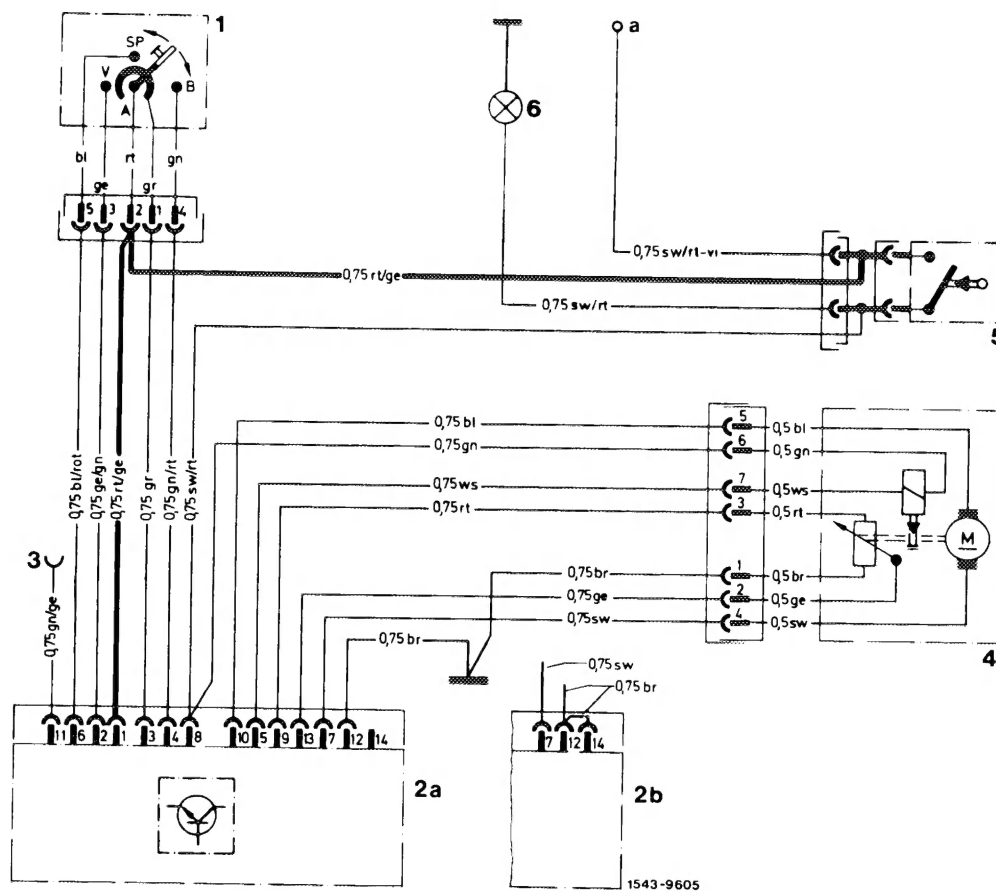 1
SP
V
B
A
bl
rt
gn
ge
gr
5
3
2
1
4
6
a
0,75 sw/rt-vi
0,75 rt/ge
0,75 sw/rt
5
0,75 bl/rot
0,75 ge/gn
0,75 rt/ge
0,75 gr
0,75 gn/rt
0,75 sw/rt
0,75 bl
5
0,5 bl
0,75 gn
6
0,5 gn
0,75 ws
7
0,5 ws
0,75 rt
3
0,5 rt
M
0,75 br
1
0,5 br
0,75 ge
2
0,5 ge
0,75 sw
4
0,5 sw
4
3
0,75 gn/ge
0,75 br
0,75 sw
0,75 br
11
6
2
1
3
4
8
10
5
9
13
7
12
14
2a
7
12
14
2b
1543-9605